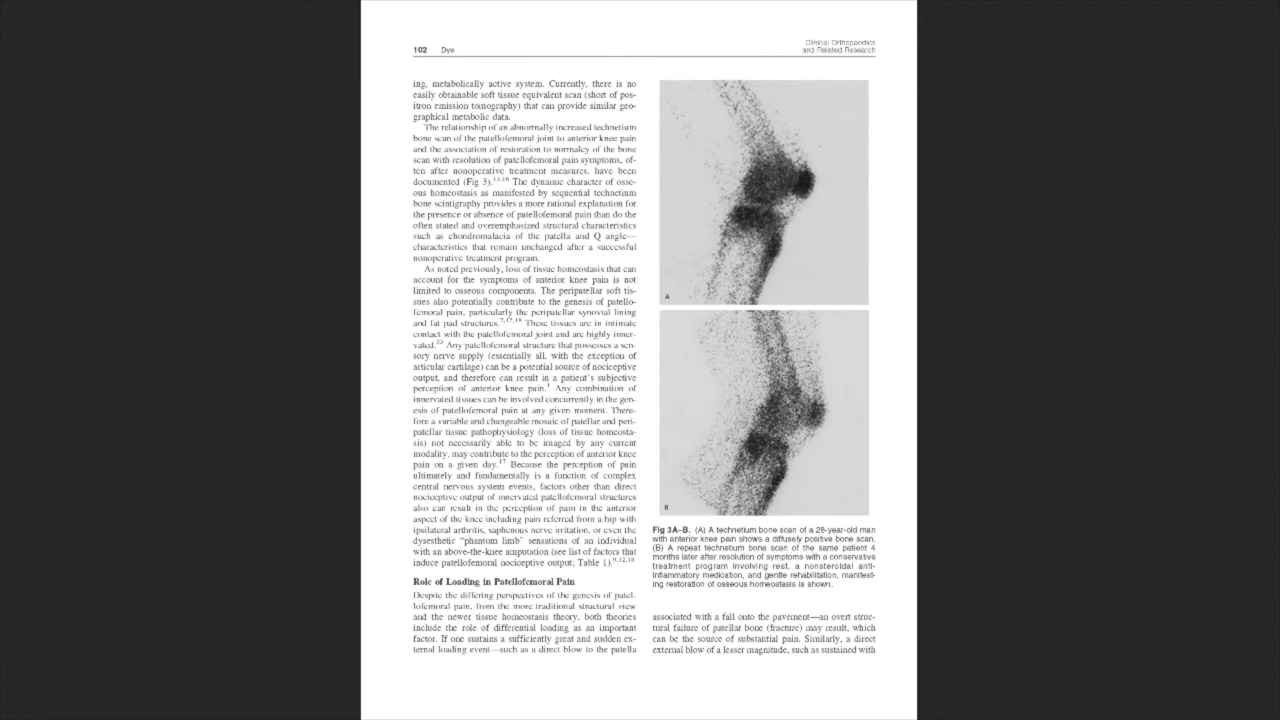 102 Dye
Clinical Orthopaedics
and Related Research
ing, metabolically active system. Currently, there is no
easily obtainable soft tissue equivalent scan (short of pos-
itron emission tomography) that can provide similar geo-
graphical metabolic data.
The relationship of an abnormally increased technetium
bone scan of the patellofemoral joint to anterior knee pain
and the association of restoration to normalcy of the bone
scan with resolution of patellofemoral pain symptoms, of-
ten after nonoperative treatment measures, have been
documented (Fig 3).13,18 The dynamic character of osse-
ous homeostasis as manifested by sequential technetium
bone scintigraphy provides a more rational explanation for
the presence or absence of patellofemoral pain than do the
often stated and overemphasized structural characteristics
such as chondromalacia of the patella and Q angle—
characteristics that remain unchanged after a successful
nonoperative treatment program.
As noted previously, loss of tissue homeostasis that can
account for the symptoms of anterior knee pain is not
limited to osseous components. The peripatellar soft tis-
sues also potentially contribute to the genesis of patello-
femoral pain, particularly the peripatellar synovial lining
and fat pad structures.7,17,18 These tissues are in intimate
contact with the patellofemoral joint and are highly inner-
vated.33 Any patellofemoral structure that possesses a sen-
sory nerve supply (essentially all, with the exception of
articular cartilage) can be a potential source of nociceptive
output, and therefore can result in a patient's subjective
perception of anterior knee pain.1 Any combination of
innervated tissues can be involved concurrently in the gen-
esis of patellofemoral pain at any given moment. There-
fore a variable and changeable mosaic of patellar and peri-
patellar tissue pathophysiology (loss of tissue homeosta-
sis) not necessarily able to be imaged by any current
modality, may contribute to the perception of anterior knee
pain on a given day.17 Because the perception of pain
ultimately and fundamentally is a function of complex
central nervous system events, factors other than direct
nociceptive output of innervated patellofemoral structures
also can result in the perception of pain in the anterior
aspect of the knee including pain referred from a hip with
ipsilateral arthritis, saphenous nerve irritation, or even the
dysesthetic "phantom limb" sensations of an individual
with an above-the-knee amputation (see list of factors that
induce patellofemoral nociceptive output; Table 1).9,12,18
Role of Loading in Patellofemoral Pain
Despite the differing perspectives of the genesis of patel-
lofemoral pain, from the more traditional structural view
and the newer tissue homeostasis theory, both theories
include the role of differential loading as an important
factor. If one sustains a sufficiently great and sudden ex-
ternal loading event—such as a direct blow to the patella
A
B
Fig 3A–B. (A) A technetium bone scan of a 28-year-old man
with anterior knee pain shows a diffusely positive bone scan.
(B) A repeat technetium bone scan of the same patient 4
months later after resolution of symptoms with a conservative
treatment program involving rest, a nonsteroidal anti-
inflammatory medication, and gentle rehabilitation, manifest-
ing restoration of osseous homeostasis is shown.
associated with a fall onto the pavement—an overt struc-
tural failure of patellar bone (fracture) may result, which
can be the source of substantial pain. Similarly, a direct
external blow of a lesser magnitude, such as sustained with